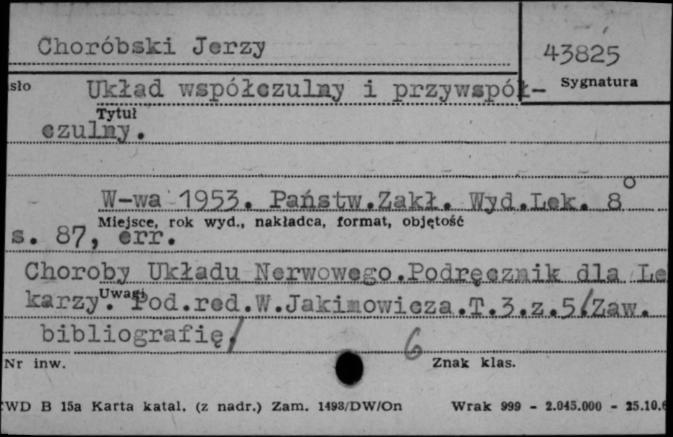 Choróbski Jerzy
43825
sło Układ współczulny i przywspół-
Sygnatura
Tytuł
czulny.
W-wa 1953. Państw.Zakł. Wyd.Lek. 8°
Miejsce, rok wyd., nakładca, format, objętość
s. 87, err.
Choroby Układu Nerwowego.Podręcznik dla Le
Uwagi
karzy. Pod.red.W.Jakimowicza.T.3.z.5/Zaw.
bibliografię/
6
Nr inw.
Znak klas.
WD B 15a Karta katal. (z nadr.) Zam. 1493/DW/On Wrak 999 - 2.045.000 - 25.10.6